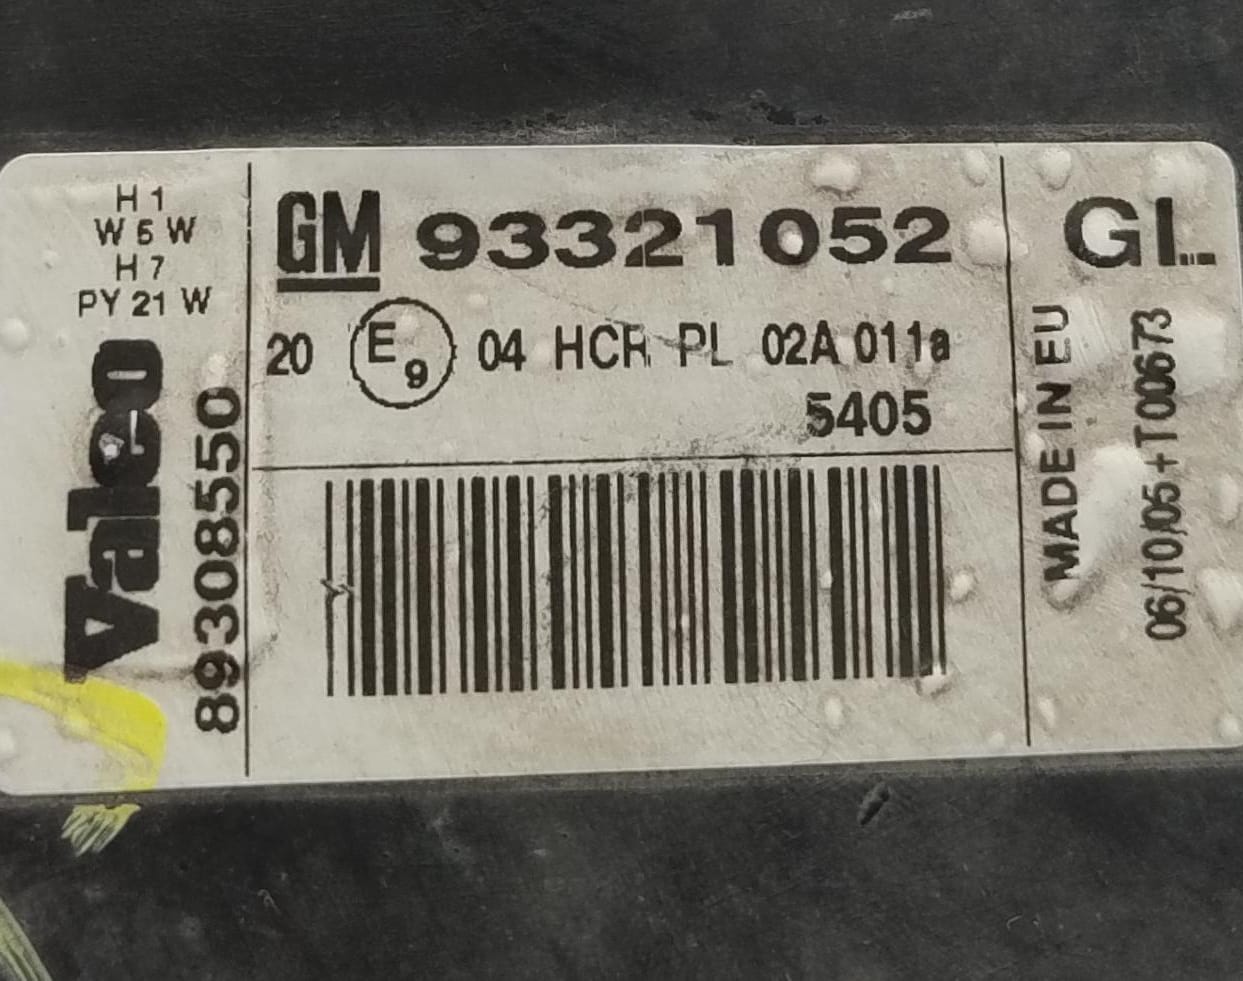 H 1
W 5 W
H 7
PY 21 W
Valeo
89308550
GM 93321052
20 E9 04 HCR PL 02A 011a
5405
GL
MADE IN EU
06/10/05+T00673